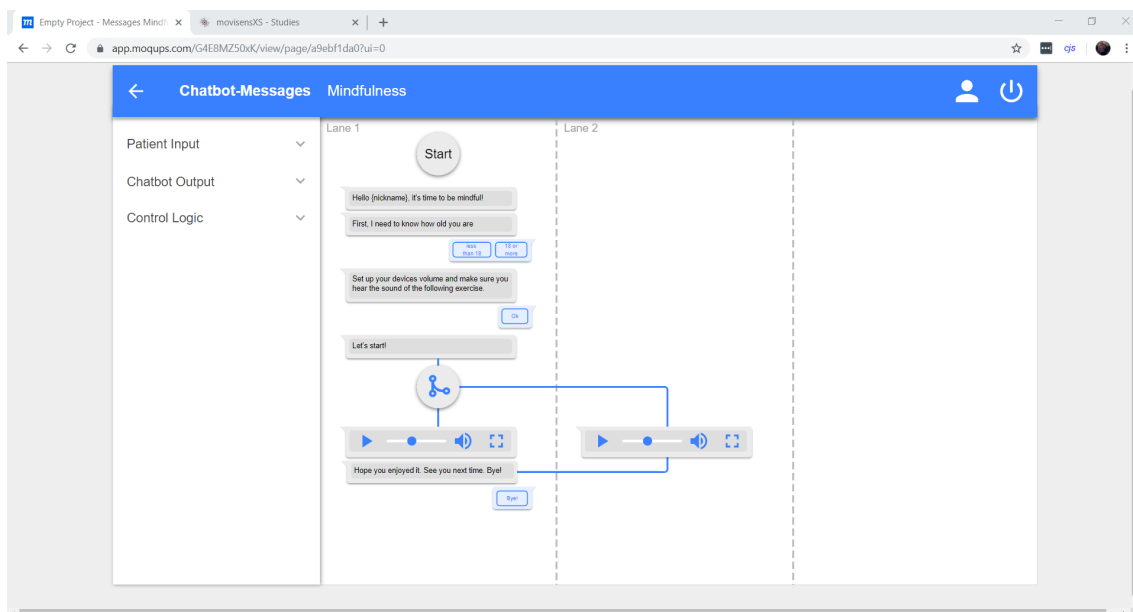 Empty Project - Messages Mindf
movisensXS - Studies
app.moqups.com/G4E8MZ50xK/view/page/a9ebf1da0?ui=0
cjs
Chatbot-Messages Mindfulness
Patient Input
Chatbot Output
Control Logic
Lane 1
Lane 2
Start
Hello {nickname}, it's time to be mindful!
First, I need to know how old you are
less
than 18
18 or
more
Set up your devices volume and make sure you
hear the sound of the following exercise.
Ok
Let's start!
Hope you enjoyed it. See you next time. Bye!
Bye!